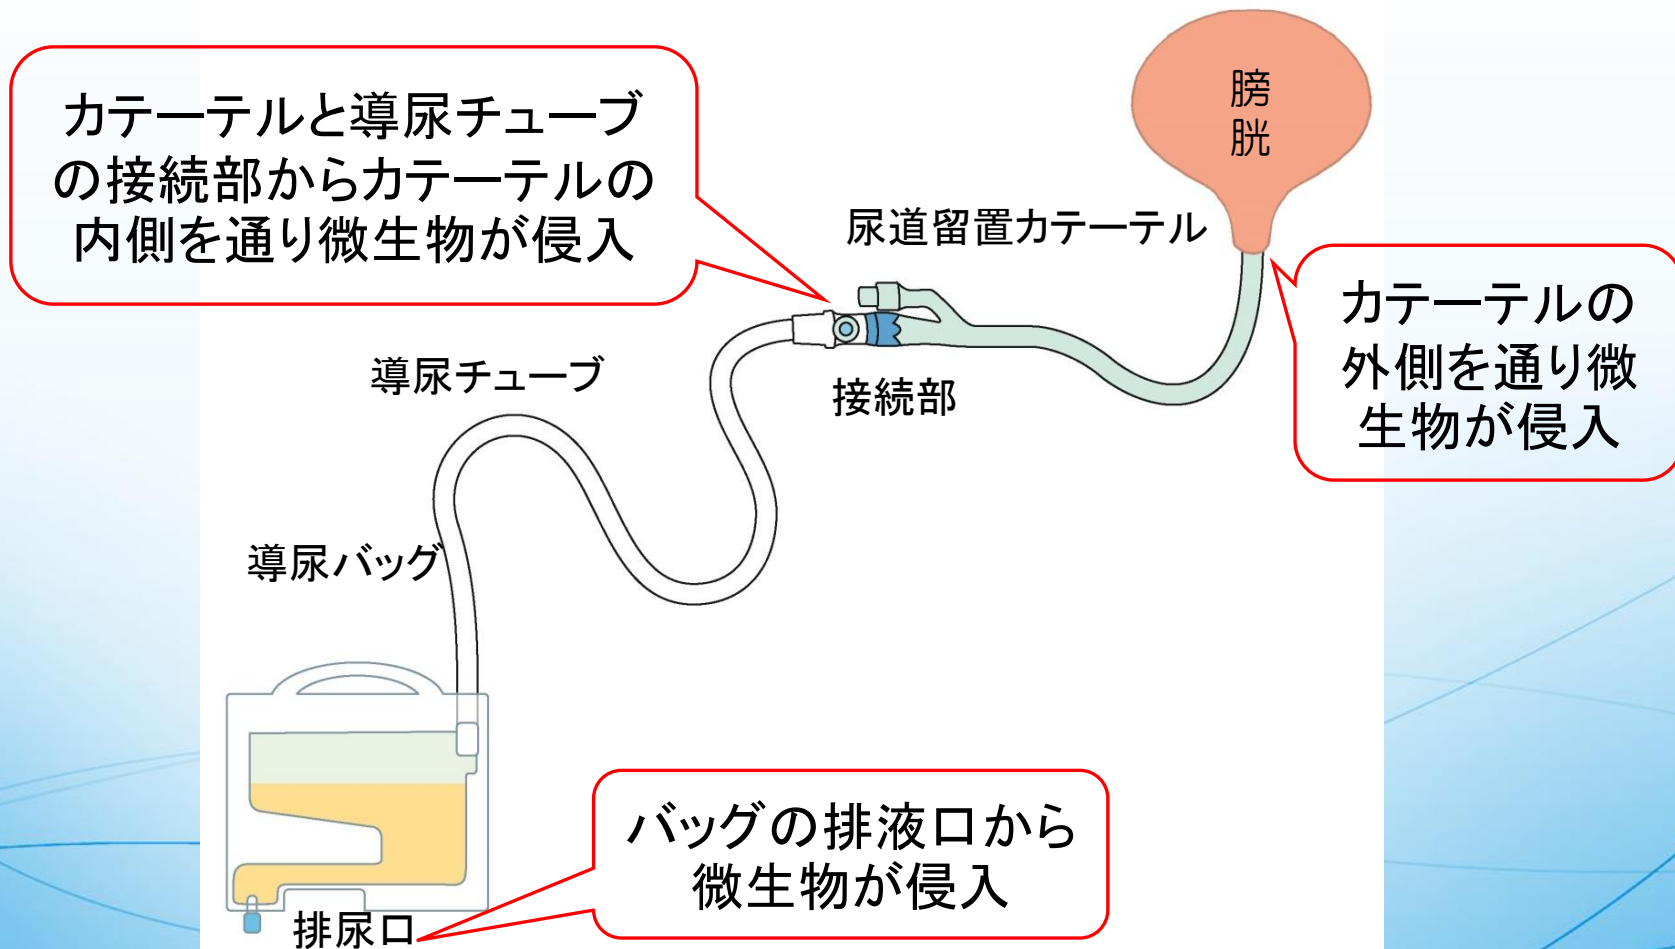 カテーテルと導尿チューブ
の接続部からカテーテルの
内側を通り微生物が侵入
膀
胱
尿道留置カテーテル
カテーテルの
外側を通り微
生物が侵入
導尿チューブ
接続部
導尿バッグ
バッグの排液口から
微生物が侵入
排尿口